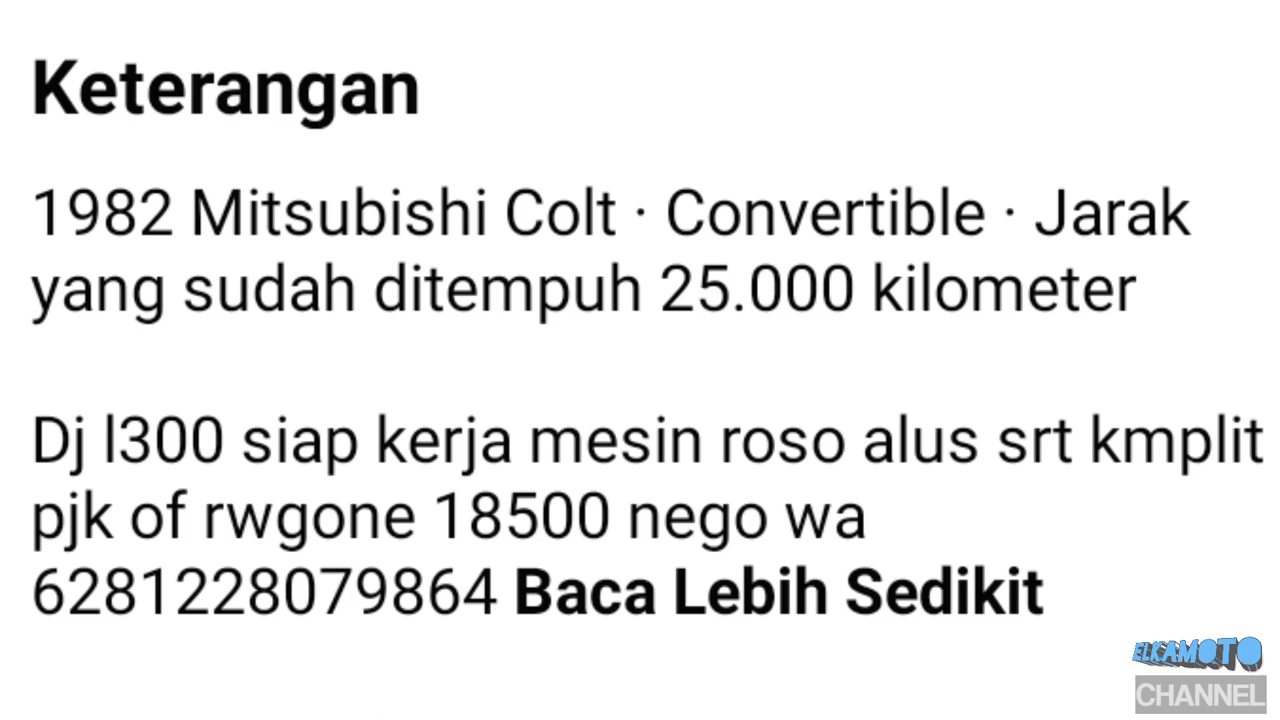 Keterangan
1982 Mitsubishi Colt · Convertible · Jarak
yang sudah ditempuh 25.000 kilometer
Dj l300 siap kerja mesin roso alus srt kmplit
pjk of rwgone 18500 nego wa
6281228079864 Baca Lebih Sedikit
ELKAMOTO
CHANNEL